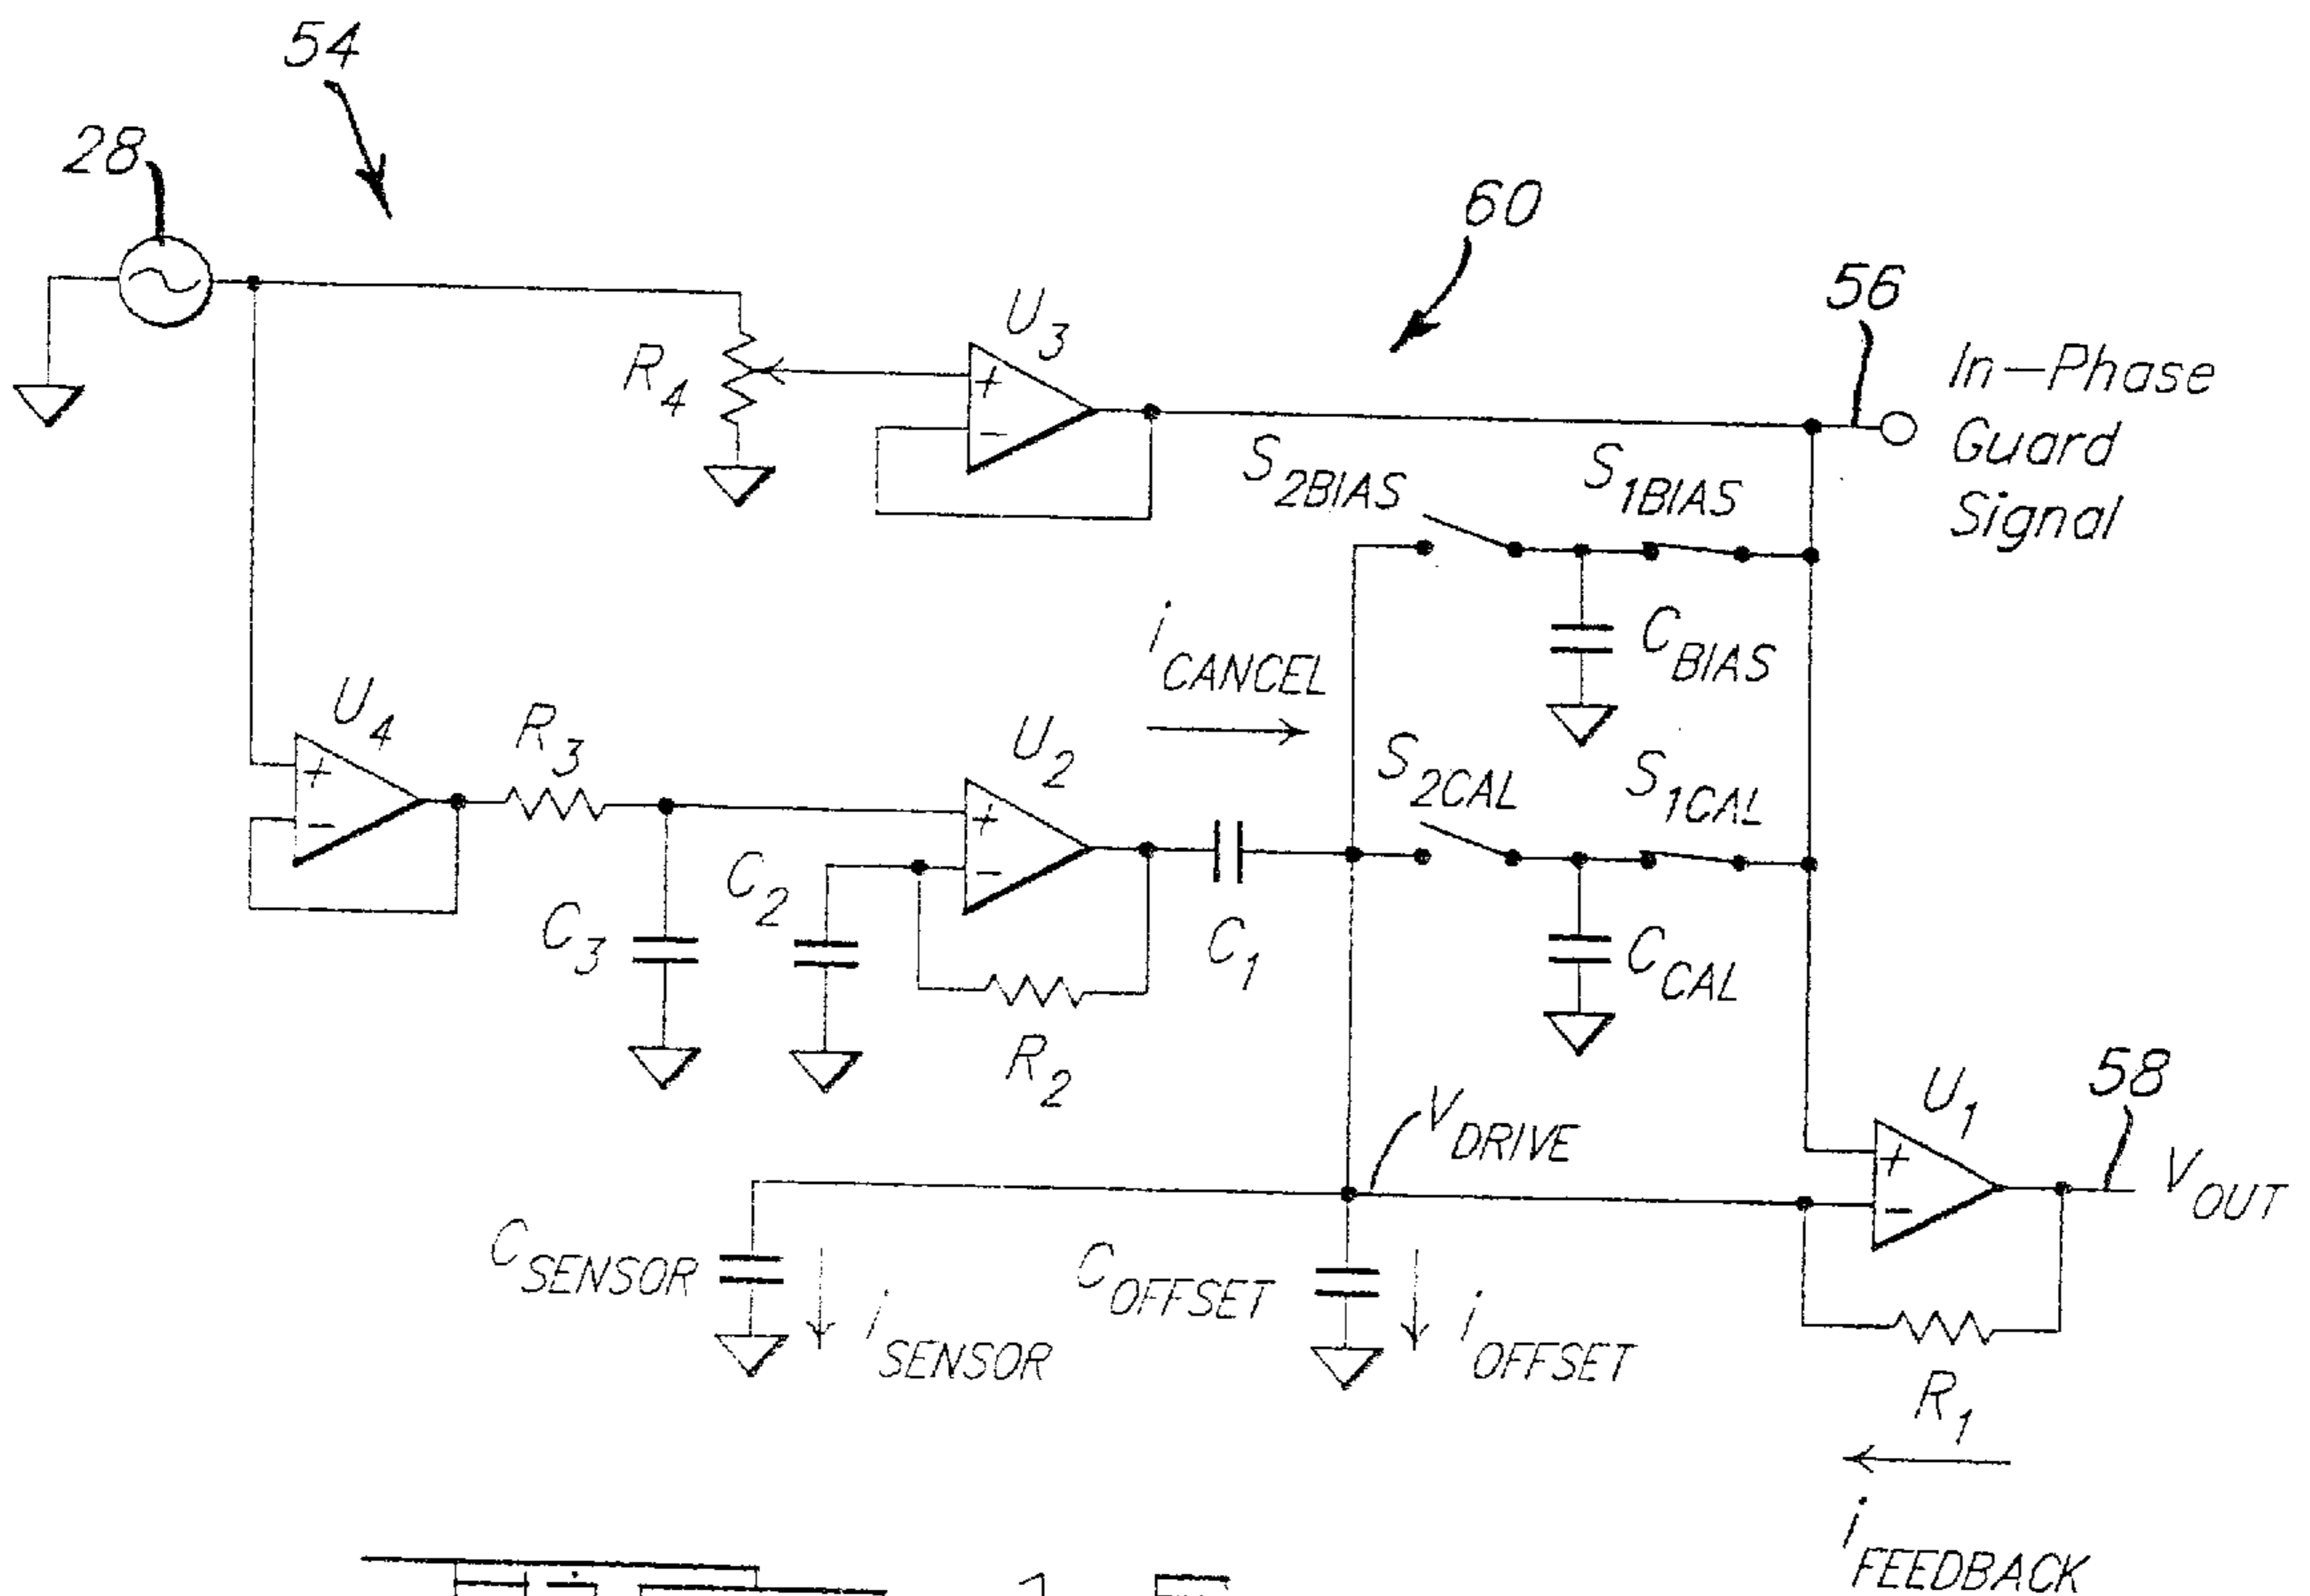 54
28
60
56
In-Phase
Guard
Signal
U3
R4
+
-
S2BIAS
S1BIAS
CBIAS
iCANCEL
U4
R3
U2
+
-
+
-
S2CAL
S1CAL
C3
C2
C1
CCAL
R2
VDRIVE
U1
58
+
-
VOUT
CSENSOR
iSENSOR
COFFSET
iOFFSET
R1
iFEEDBACK